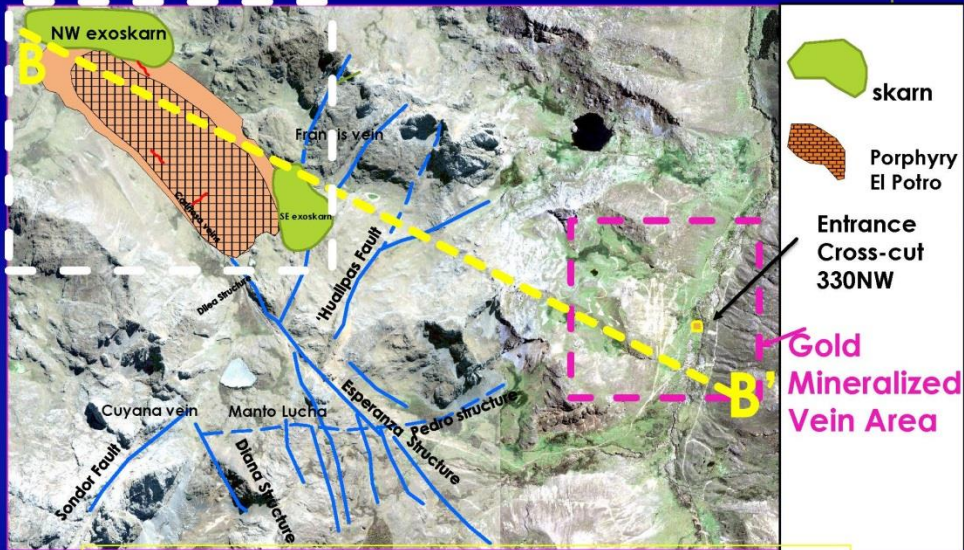 NW exoskarn
B
Francis vein
SE exoskarn
Dilea Structure
"Huallpas Fault
Esperanza Structure
Pedro structure
Cuyana vein
Manto Lucha
Sondor Fault
Diana Structure
B'
skarn
Porphyry
El Potro
Entrance
Cross-cut
330NW
Gold
Mineralized
Vein Area